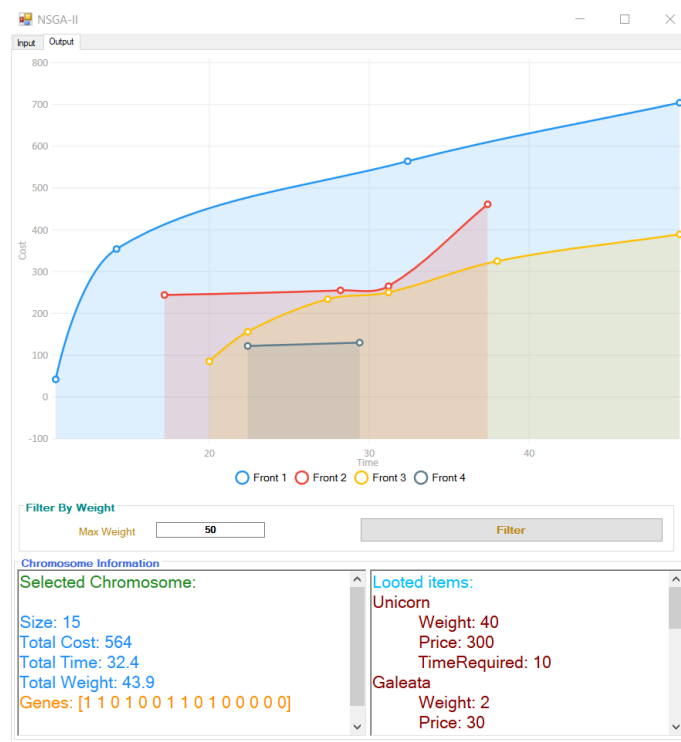 NSGA-II
Input Output
800
700
600
500
400
300
200
100
0
-100
Cost
20 30 40
Time
Front 1 Front 2 Front 3 Front 4
Filter By Weight
Max Weight 50 Filter
Chromosome Information
Selected Chromosome:
Size: 15
Total Cost: 564
Total Time: 32.4
Total Weight: 43.9
Genes: [1 1 0 1 0 0 1 1 0 1 0 0 0 0 0]
Looted items:
Unicorn
Weight: 40
Price: 300
TimeRequired: 10
Galeata
Weight: 2
Price: 30